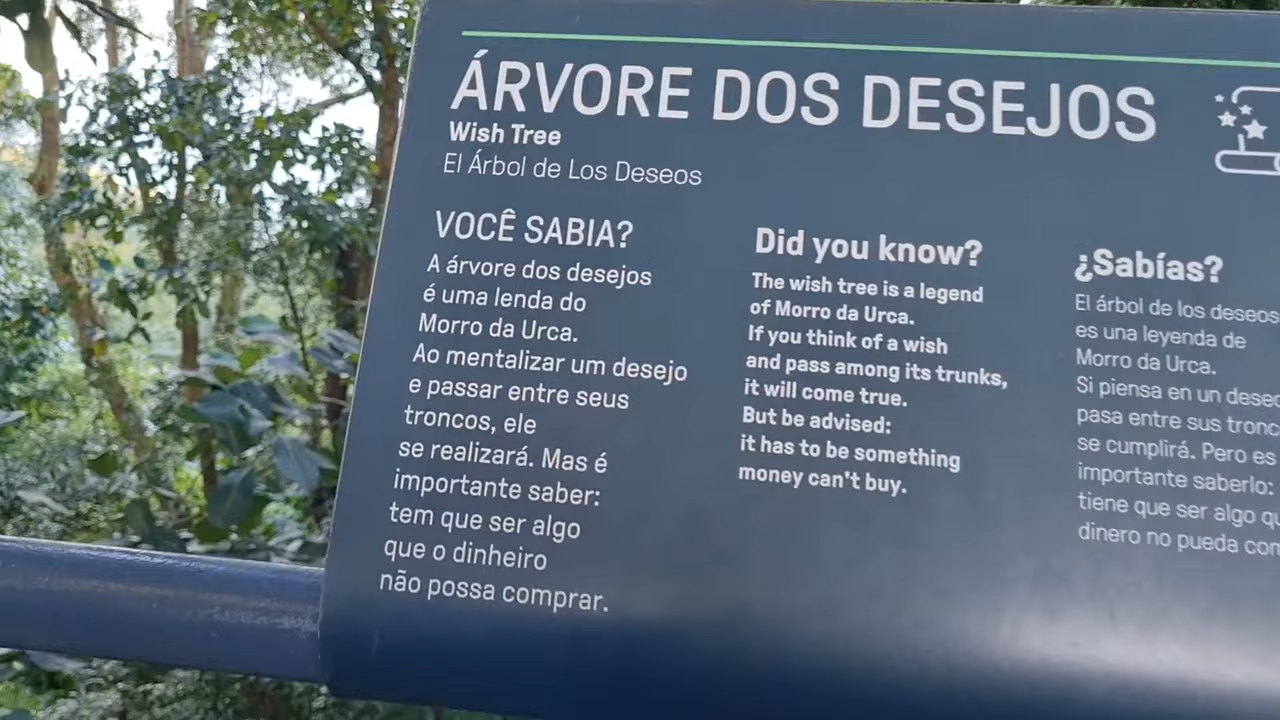 ÁRVORE DOS DESEJOS
Wish Tree
El Árbol de Los Deseos
VOCÊ SABIA?
A árvore dos desejos
é uma lenda do
Morro da Urca.
Ao mentalizar um desejo
e passar entre seus
troncos, ele
se realizará. Mas é
importante saber:
tem que ser algo
que o dinheiro
não possa comprar.
Did you know?
The wish tree is a legend
of Morro da Urca.
If you think of a wish
and pass among its trunks,
it will come true.
But be advised:
it has to be something
money can't buy.
¿Sabías?
El árbol de los deseos
es una leyenda de
Morro da Urca.
Si piensa en un
pasa entre sus
se cumplirá. Pero es
importante saberlo:
tiene que ser algo
dinero no pueda